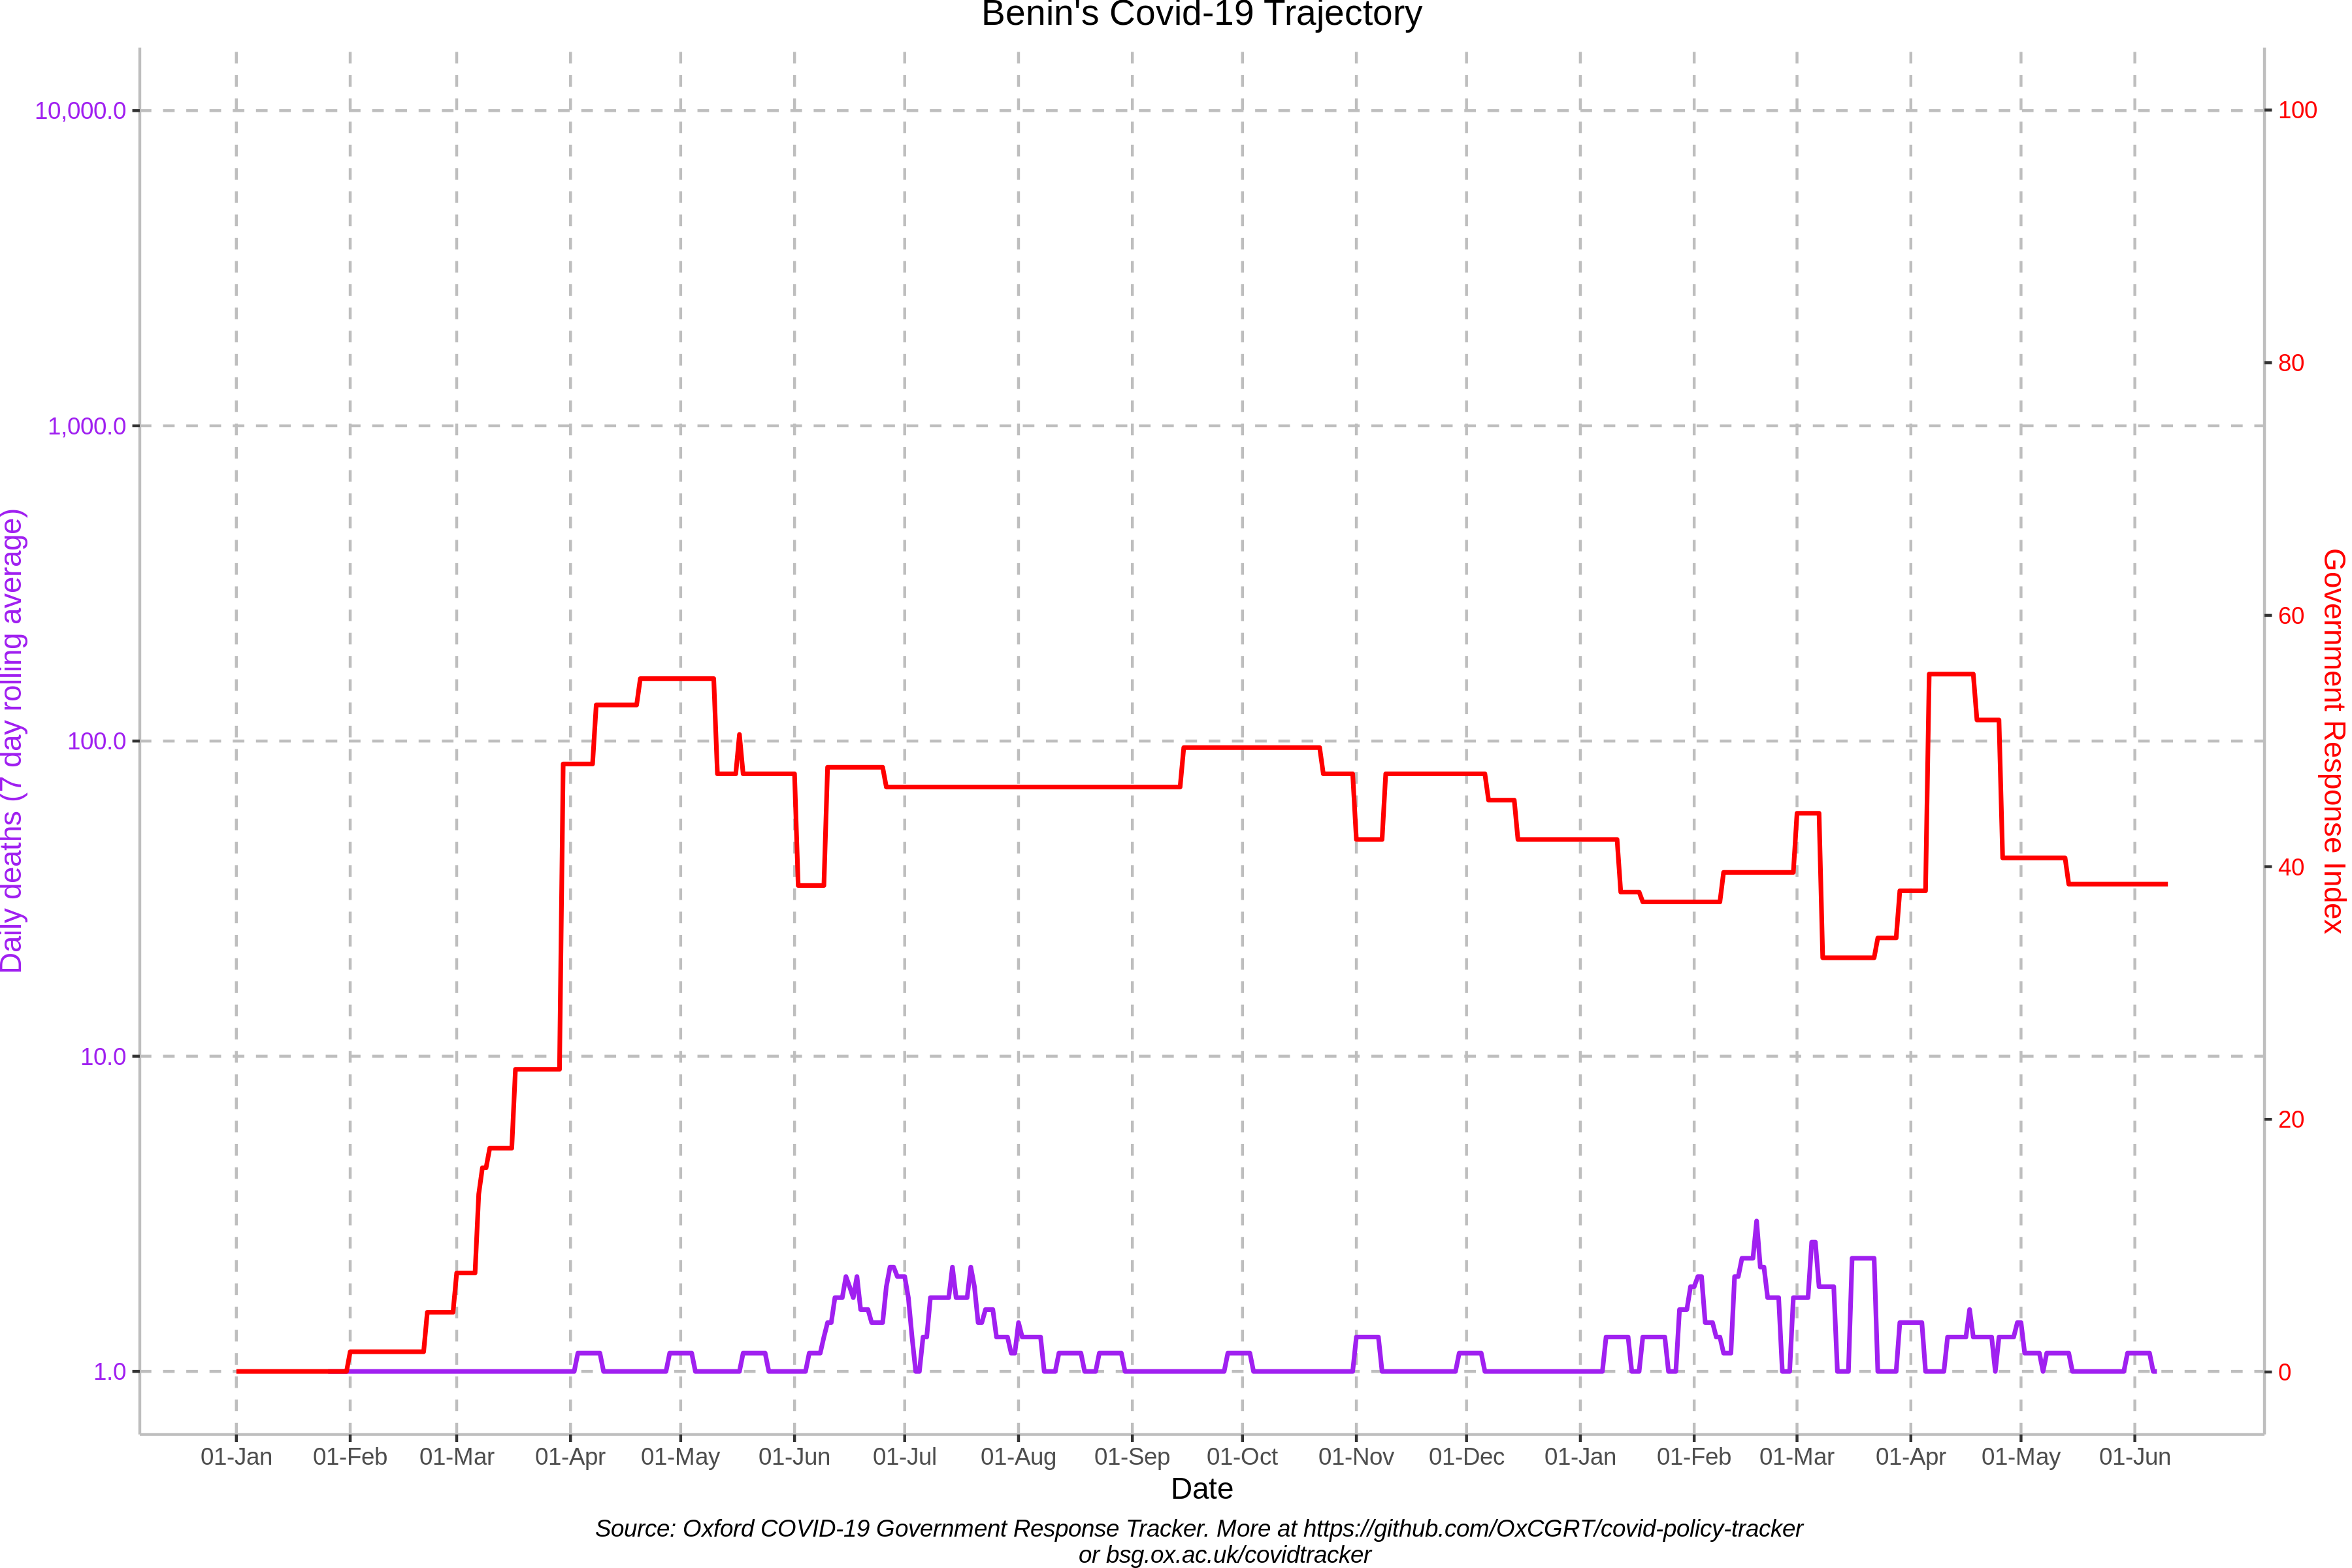 Benin's Covid-19 Trajectory
10,000.0
1,000.0
100.0
10.0
1.0
Daily deaths (7 day rolling average)
100
80
60
40
20
0
Government Response Index
01-Jan 01-Feb 01-Mar 01-Apr 01-May 01-Jun 01-Jul 01-Aug 01-Sep 01-Oct 01-Nov 01-Dec 01-Jan 01-Feb 01-Mar 01-Apr 01-May 01-Jun
Date
Source: Oxford COVID-19 Government Response Tracker. More at https://github.com/OxCGRT/covid-policy-tracker
or bsg.ox.ac.uk/covidtracker